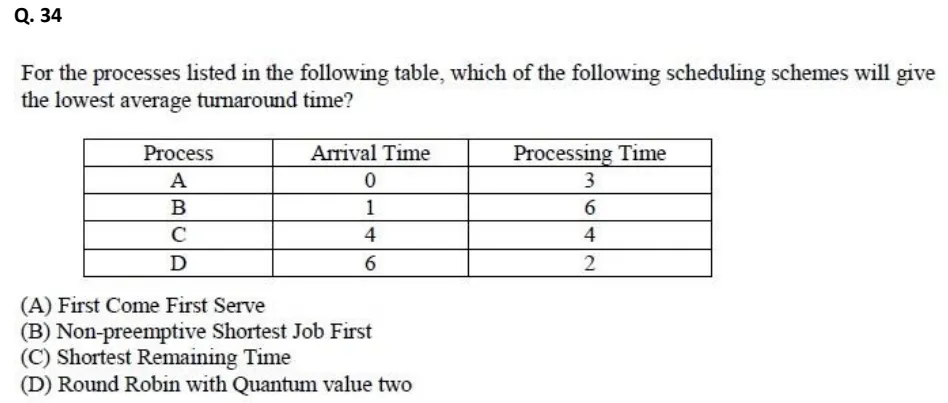 Q. 34
For the processes listed in the following table, which of the following scheduling schemes will give
the lowest average turnaround time?
Process Arrival Time Processing Time
A 0 3
B 1 6
C 4 4
D 6 2
(A) First Come First Serve
(B) Non-preemptive Shortest Job First
(C) Shortest Remaining Time
(D) Round Robin with Quantum value two